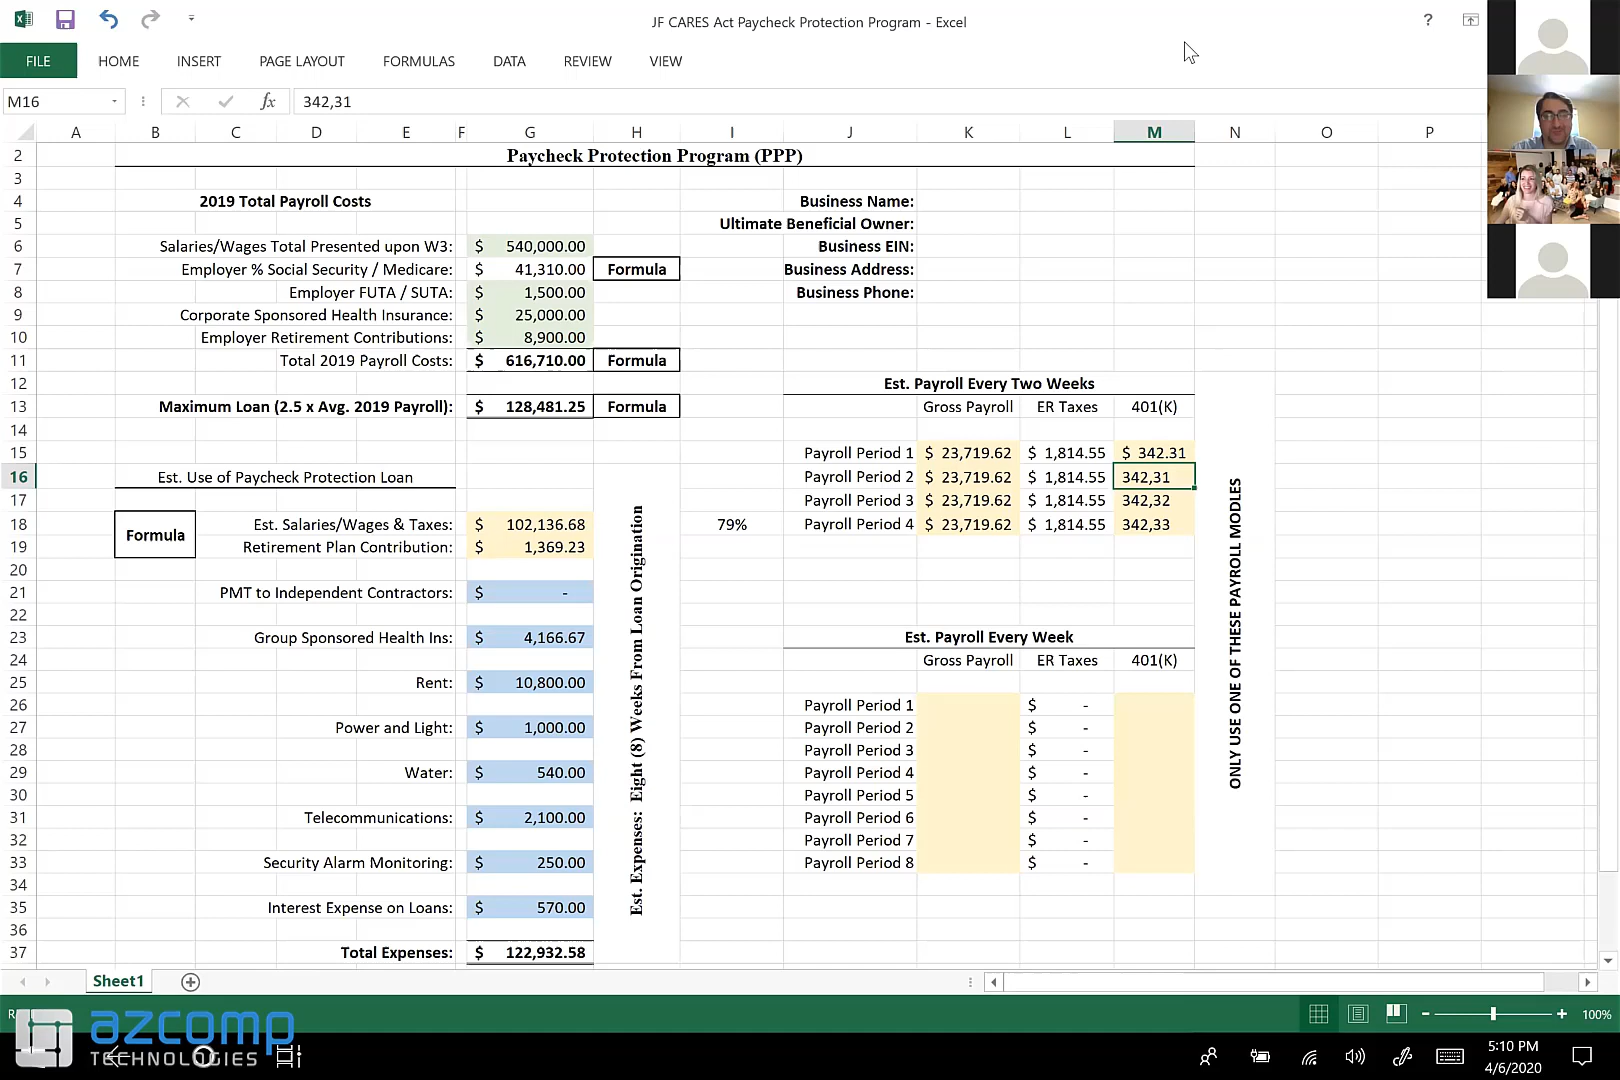 JF CARES Act Paycheck Protection Program - Excel
?
FILE HOME INSERT PAGE LAYOUT FORMULAS DATA REVIEW VIEW
M16 fx 342,31
A B C D E F G H I J K L M N O P
2 Paycheck Protection Program (PPP)
3
4 2019 Total Payroll Costs Business Name:
5 Ultimate Beneficial Owner:
6 Salaries/Wages Total Presented upon W3: $ 540,000.00 Business EIN:
7 Employer % Social Security / Medicare: $ 41,310.00 Formula Business Address:
8 Employer FUTA / SUTA: $ 1,500.00 Business Phone:
9 Corporate Sponsored Health Insurance: $ 25,000.00
10 Employer Retirement Contributions: $ 8,900.00
11 Total 2019 Payroll Costs: $ 616,710.00 Formula
12 Est. Payroll Every Two Weeks
13 Maximum Loan (2.5 x Avg. 2019 Payroll): $ 128,481.25 Formula Gross Payroll ER Taxes 401(K)
14
15 Payroll Period 1 $ 23,719.62 $ 1,814.55 $ 342.31
16 Est. Use of Paycheck Protection Loan Payroll Period 2 $ 23,719.62 $ 1,814.55 342,31
17 Payroll Period 3 $ 23,719.62 $ 1,814.55 342,32
18 Est. Salaries/Wages & Taxes: $ 102,136.68 79% Payroll Period 4 $ 23,719.62 $ 1,814.55 342,33
Formula
19 Retirement Plan Contribution: $ 1,369.23
20
21 PMT to Independent Contractors: $ -
22
23 Group Sponsored Health Ins: $ 4,166.67 Est. Payroll Every Week
24 Gross Payroll ER Taxes 401(K)
25 Rent: $ 10,800.00
26 Payroll Period 1 $ -
27 Power and Light: $ 1,000.00 Payroll Period 2 $ -
28 Payroll Period 3 $ -
29 Water: $ 540.00 Payroll Period 4 $ -
30 Payroll Period 5 $ -
31 Telecommunications: $ 2,100.00 Payroll Period 6 $ -
32 Payroll Period 7 $ -
33 Security Alarm Monitoring: $ 250.00 Payroll Period 8 $ -
34
35 Interest Expense on Loans: $ 570.00
36
37 Total Expenses: $ 122,932.58
Est. Expenses: Eight (8) Weeks From Loan Origination
ONLY USE ONE OF THESE PAYROLL MODLES
Sheet1
100%
azcomp
TECHNOLOGIES
5:10 PM
4/6/2020